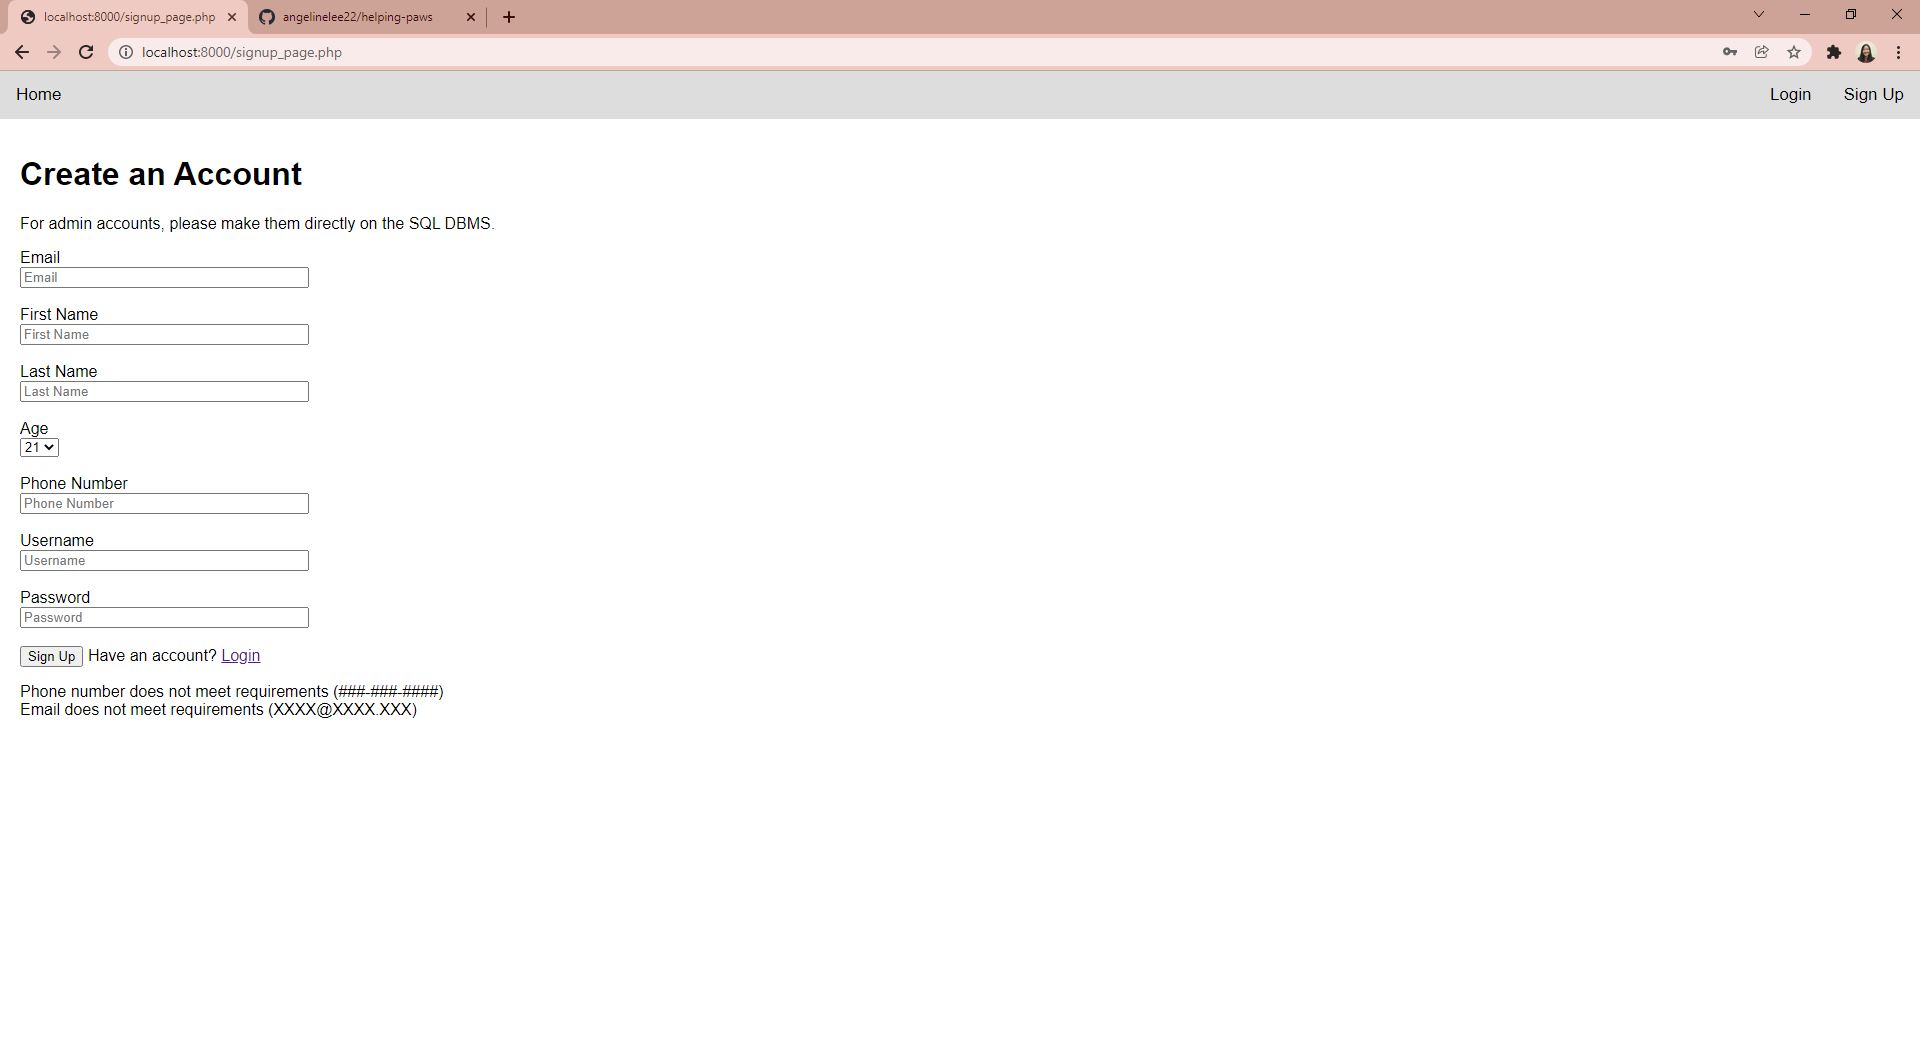 localhost:8000/signup_page.php
angelinelee22/helping-paws
localhost:8000/signup_page.php
Home
Login
Sign Up
Create an Account
For admin accounts, please make them directly on the SQL DBMS.
Email
Email
First Name
First Name
Last Name
Last Name
Age
21
Phone Number
Phone Number
Username
Username
Password
Password
Sign Up Have an account? Login
Phone number does not meet requirements (###-###-####)
Email does not meet requirements (XXXX@XXXX.XXX)